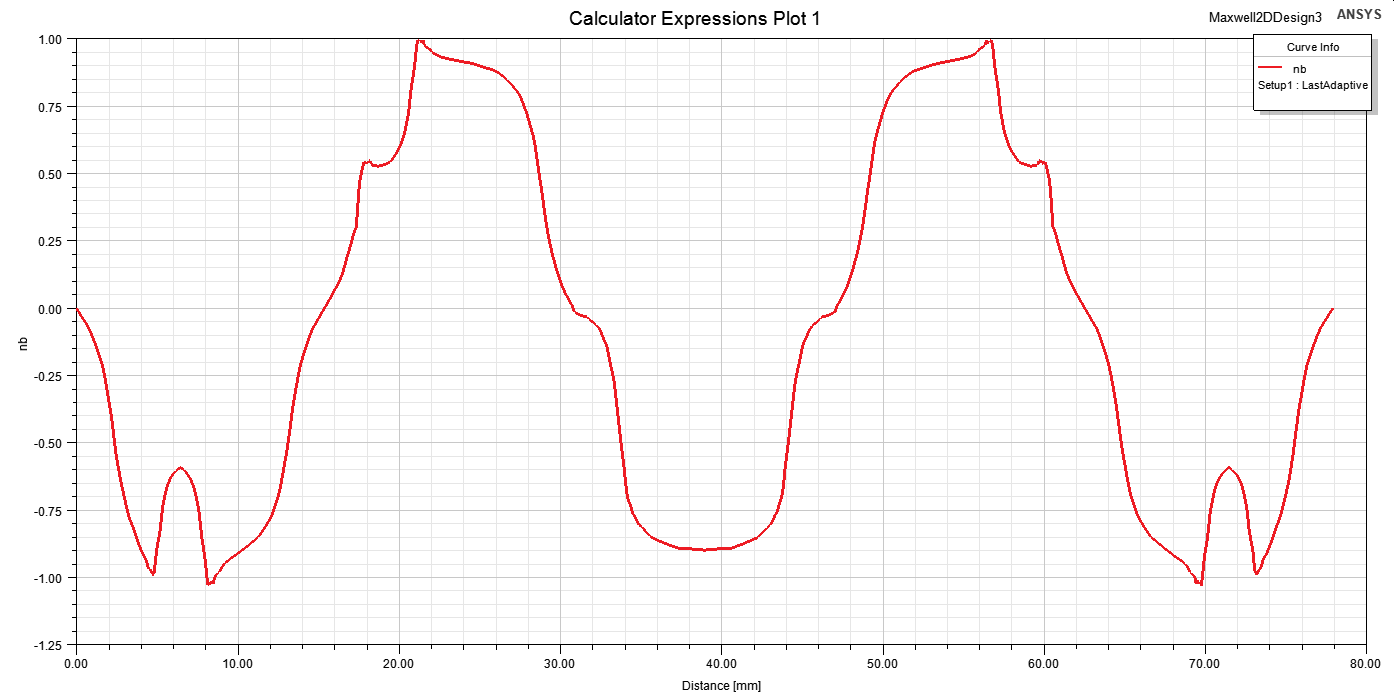 Calculator Expressions Plot 1
Maxwell2DDesign3 ANSYS
Curve Info
nb
Setup1 : LastAdaptive
1.00
0.75
0.50
0.25
0.00
-0.25
-0.50
-0.75
-1.00
-1.25
nb
0.00 10.00 20.00 30.00 40.00 50.00 60.00 70.00 80.00
Distance [mm]